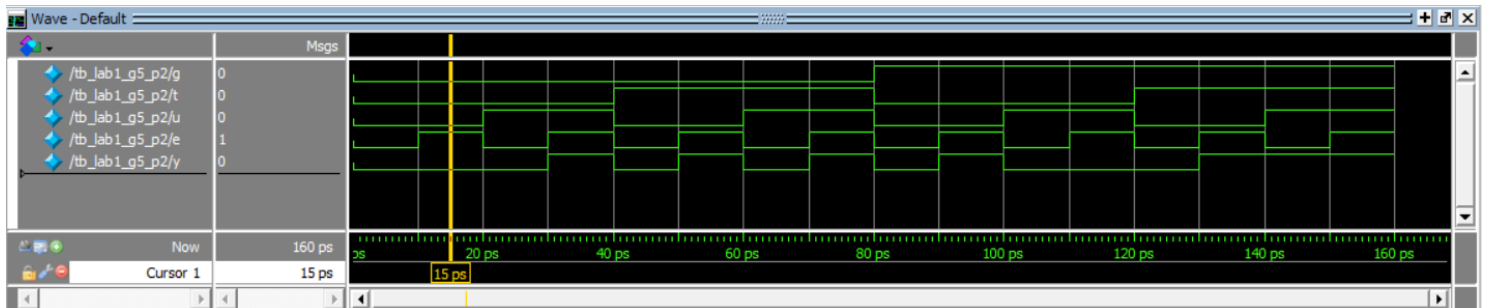 Wave - Default
Msgs
/tb_lab1_g5_p2/g 0
/tb_lab1_g5_p2/t 0
/tb_lab1_g5_p2/u 0
/tb_lab1_g5_p2/e 1
/tb_lab1_g5_p2/y 0
Now 160 ps ps 20 ps 40 ps 60 ps 80 ps 100 ps 120 ps 140 ps 160 ps
Cursor 1 15 ps 15 ps